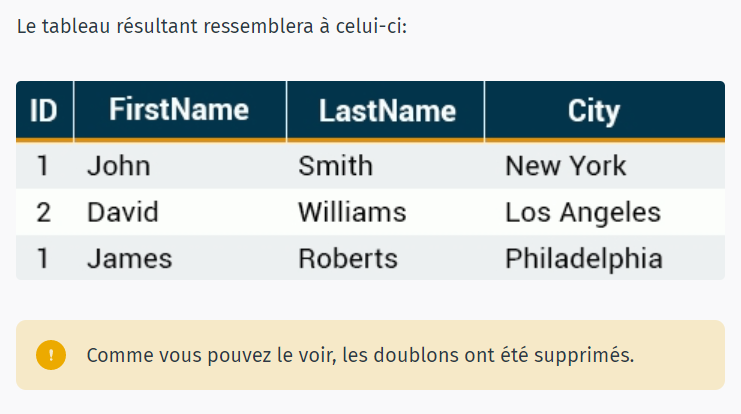 Le tableau résultant ressemblera à celui-ci:
ID FirstName LastName City
1 John Smith New York
2 David Williams Los Angeles
1 James Roberts Philadelphia
! Comme vous pouvez le voir, les doublons ont été supprimés.